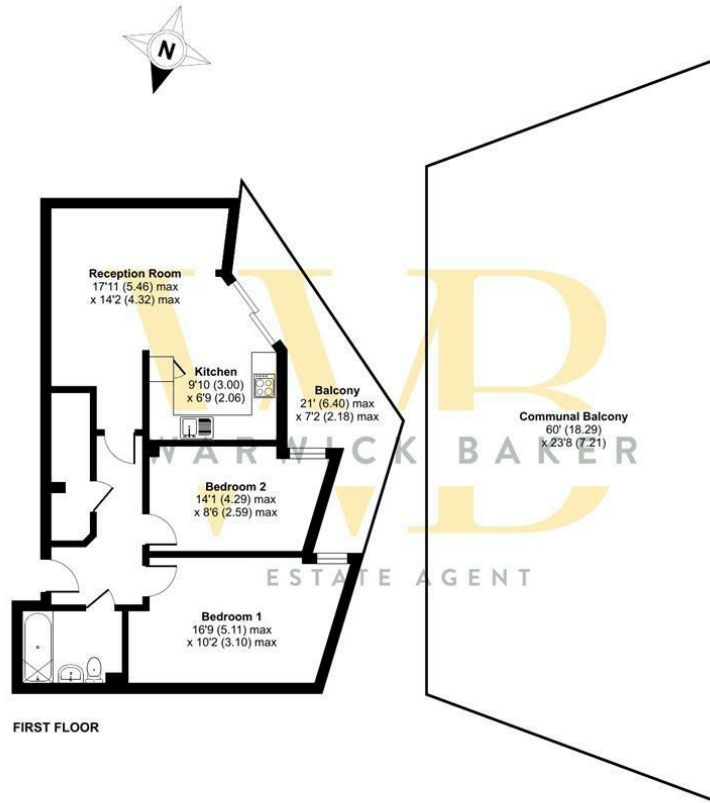 N
Reception Room
17'11 (5.46) max
x 14'2 (4.32) max
Kitchen
9'10 (3.00)
x 6'9 (2.06)
Balcony
21' (6.40) max
x 7'2 (2.18) max
Communal Balcony
60' (18.29)
x 23'8 (7.21)
WB
WARWICK BAKER
Bedroom 2
14'1 (4.29) max
x 8'6 (2.59) max
ESTATE AGENT
Bedroom 1
16'9 (5.11) max
x 10'2 (3.10) max
FIRST FLOOR